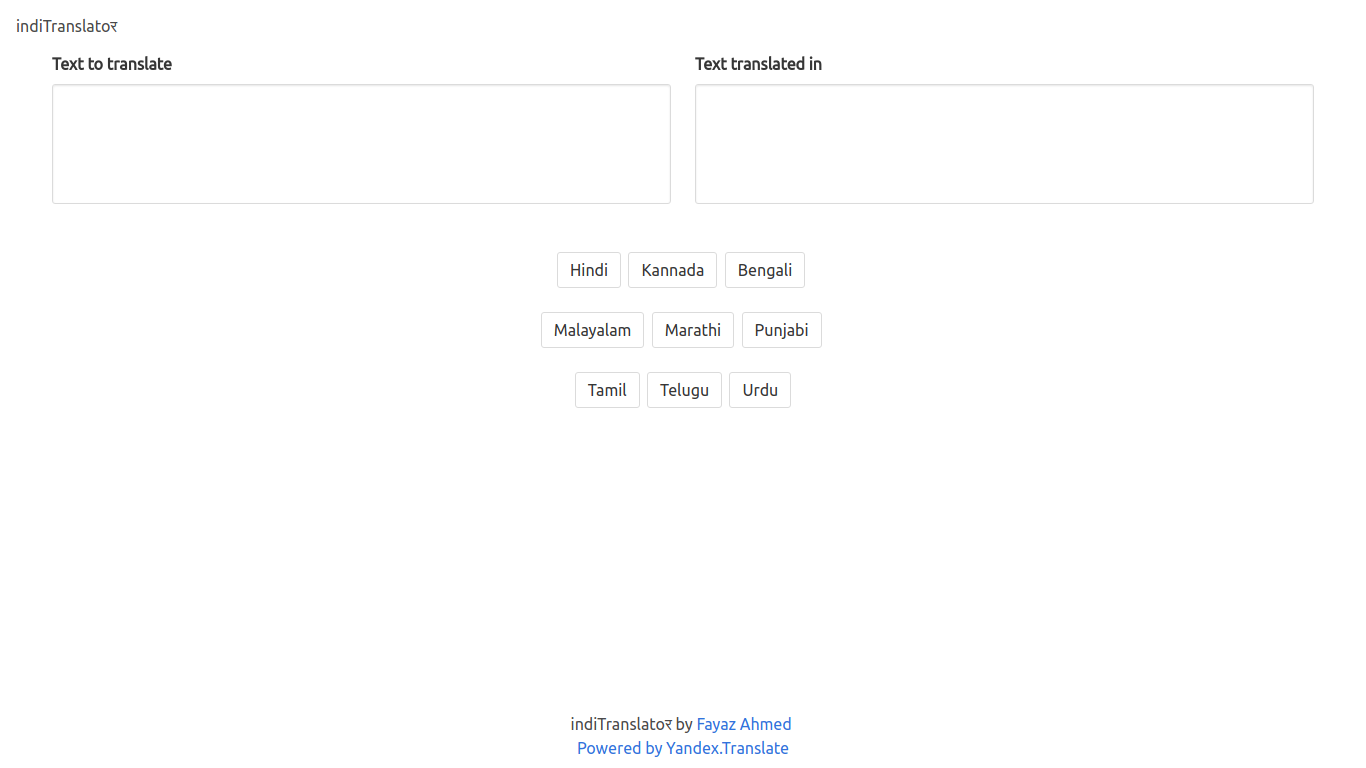 indiTranslatoर
Text to translate
Text translated in
Hindi Kannada Bengali
Malayalam Marathi Punjabi
Tamil Telugu Urdu
indiTranslatoर by Fayaz Ahmed
Powered by Yandex.Translate